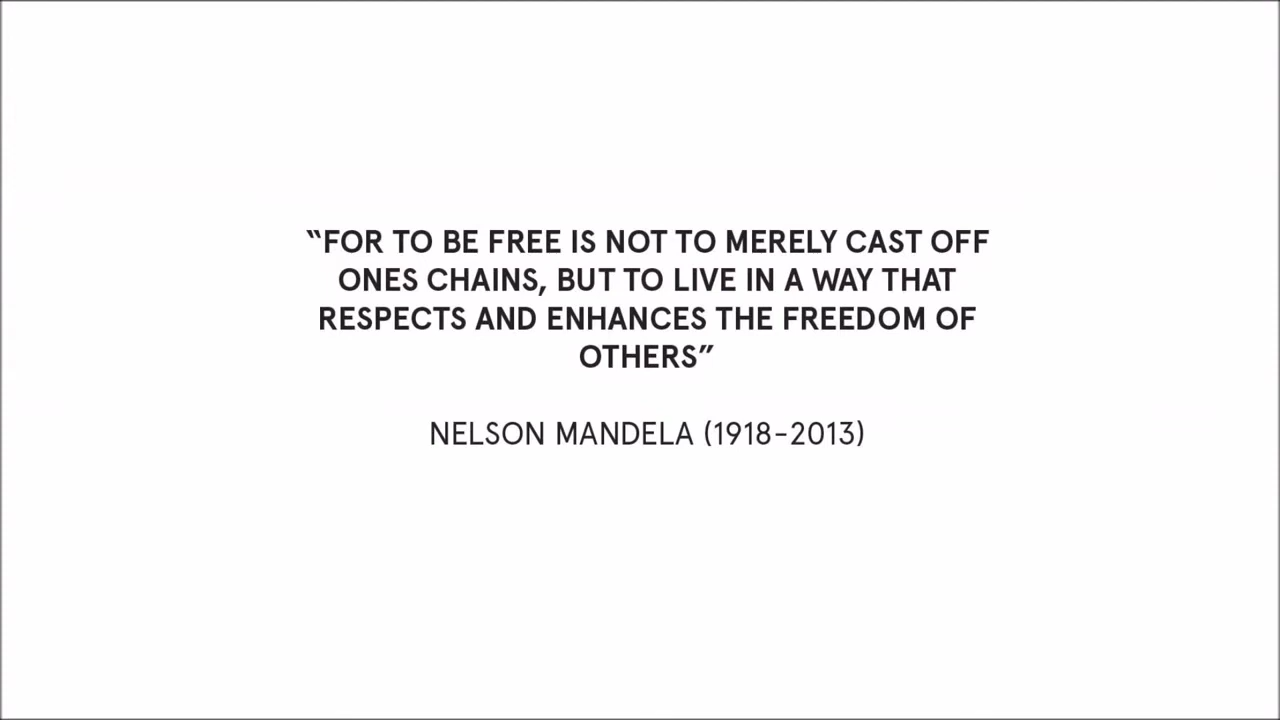 “FOR TO BE FREE IS NOT TO MERELY CAST OFF
ONES CHAINS, BUT TO LIVE IN A WAY THAT
RESPECTS AND ENHANCES THE FREEDOM OF
OTHERS”
NELSON MANDELA (1918-2013)